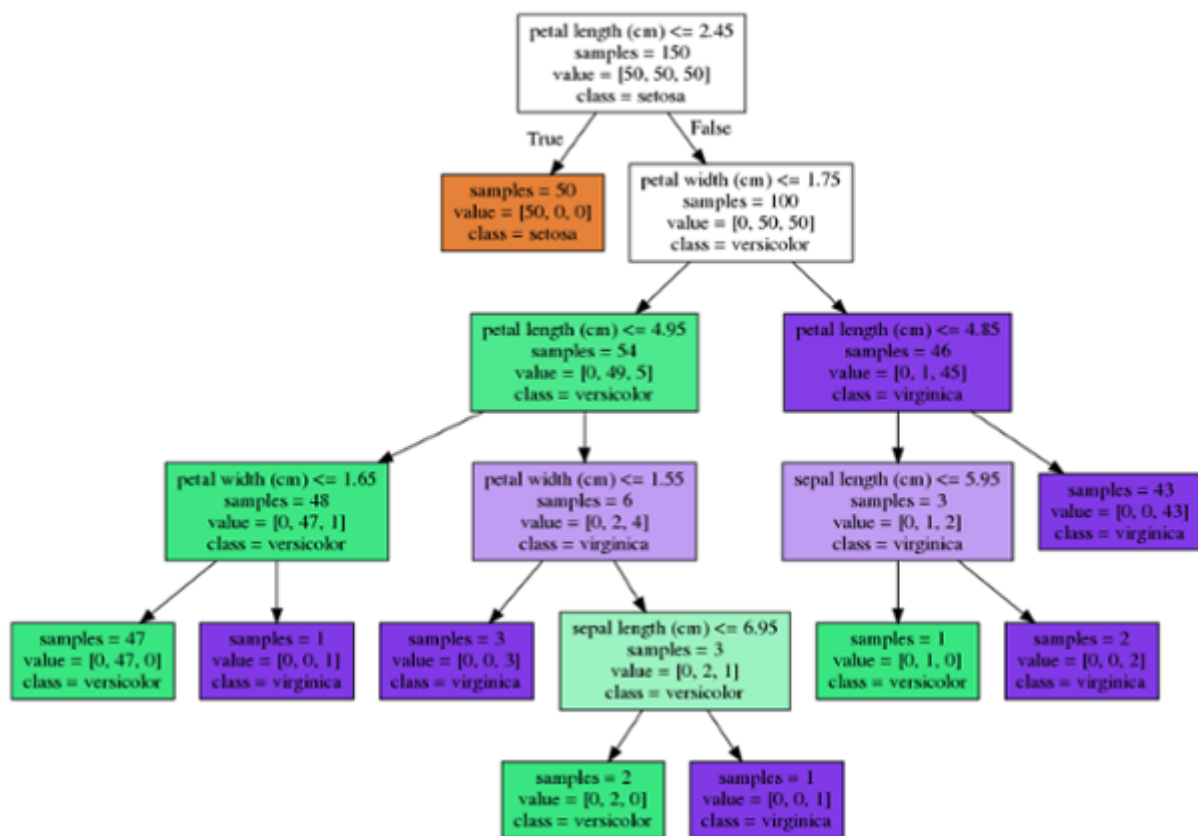 petal length (cm) <= 2.45
samples = 150
value = [50, 50, 50]
class = setosa
True
False
samples = 50
value = [50, 0, 0]
class = setosa
petal width (cm) <= 1.75
samples = 100
value = [0, 50, 50]
class = versicolor
petal length (cm) <= 4.95
samples = 54
value = [0, 49, 5]
class = versicolor
petal length (cm) <= 4.85
samples = 46
value = [0, 1, 45]
class = virginica
petal width (cm) <= 1.65
samples = 48
value = [0, 47, 1]
class = versicolor
petal width (cm) <= 1.55
samples = 6
value = [0, 2, 4]
class = virginica
sepal length (cm) <= 5.95
samples = 3
value = [0, 1, 2]
class = virginica
samples = 43
value = [0, 0, 43]
class = virginica
samples = 47
value = [0, 47, 0]
class = versicolor
samples = 1
value = [0, 0, 1]
class = virginica
samples = 3
value = [0, 0, 3]
class = virginica
sepal length (cm) <= 6.95
samples = 3
value = [0, 2, 1]
class = versicolor
samples = 1
value = [0, 1, 0]
class = versicolor
samples = 2
value = [0, 0, 2]
class = virginica
samples = 2
value = [0, 2, 0]
class = versicolor
samples = 1
value = [0, 0, 1]
class = virginica